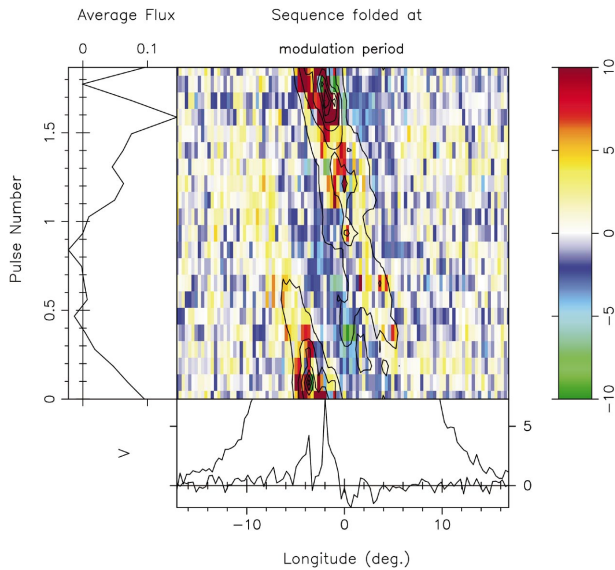 Average Flux
Sequence folded at
0 0.1
modulation period
10
5
0
−5
−10
Pulse Number
1.5
1
0.5
0
V
5
0
−10 0 10
Longitude (deg.)